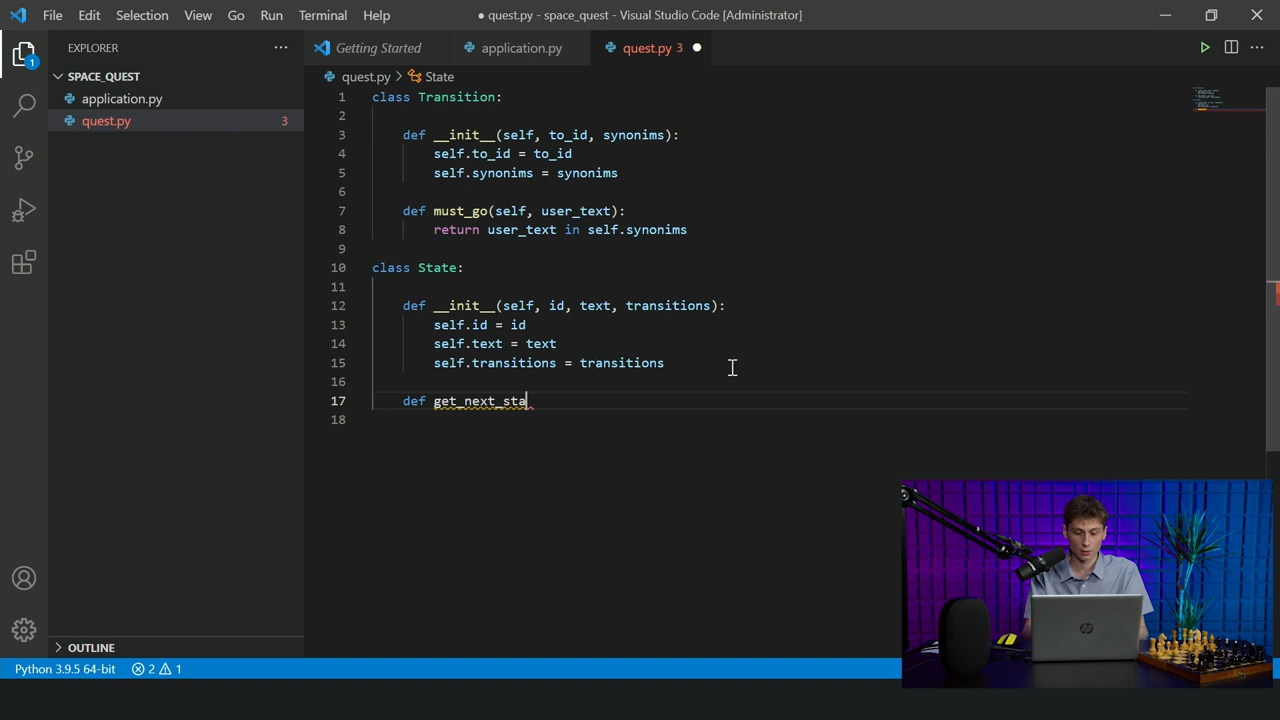 File Edit Selection View Go Run Terminal Help
● quest.py - space_quest - Visual Studio Code [Administrator]
EXPLORER
Getting Started
application.py
quest.py 3
SPACE_QUEST
application.py
quest.py 3
quest.py > State
1 class Transition:
2
3 def __init__(self, to_id, synonims):
4 self.to_id = to_id
5 self.synonims = synonims
6
7 def must_go(self, user_text):
8 return user_text in self.synonims
9
10 class State:
11
12 def __init__(self, id, text, transitions):
13 self.id = id
14 self.text = text
15 self.transitions = transitions
16
17 def get_next_sta
18
1
OUTLINE
Python 3.9.5 64-bit 2 1
hp